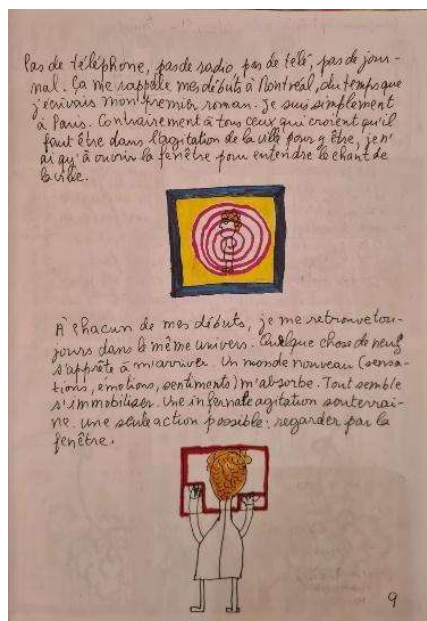 Pas de téléphone, pas de radio, pas de télé, pas de jour-
nal. Ça me rappelle mes débuts à Montréal, du temps que
j'écrivais mon premier roman. Je suis simplement
à Paris. Contrairement à tous ceux qui croient qu'il
faut être dans l'agitation de la ville pour y être, je n'
ai qu'à ouvrir la fenêtre pour entendre le chant de
la ville.
À chacun de mes débuts, je me retrouve tou-
jours dans le même univers. Quelque chose de neuf
s'apprête à m'arriver. Un monde nouveau (sensa-
tions, émotions, sentiments) m'absorbe. Tout semble
s'immobiliser. Une infernale agitation souterrai-
ne. Une seule action possible: regarder par la
fenêtre.
9